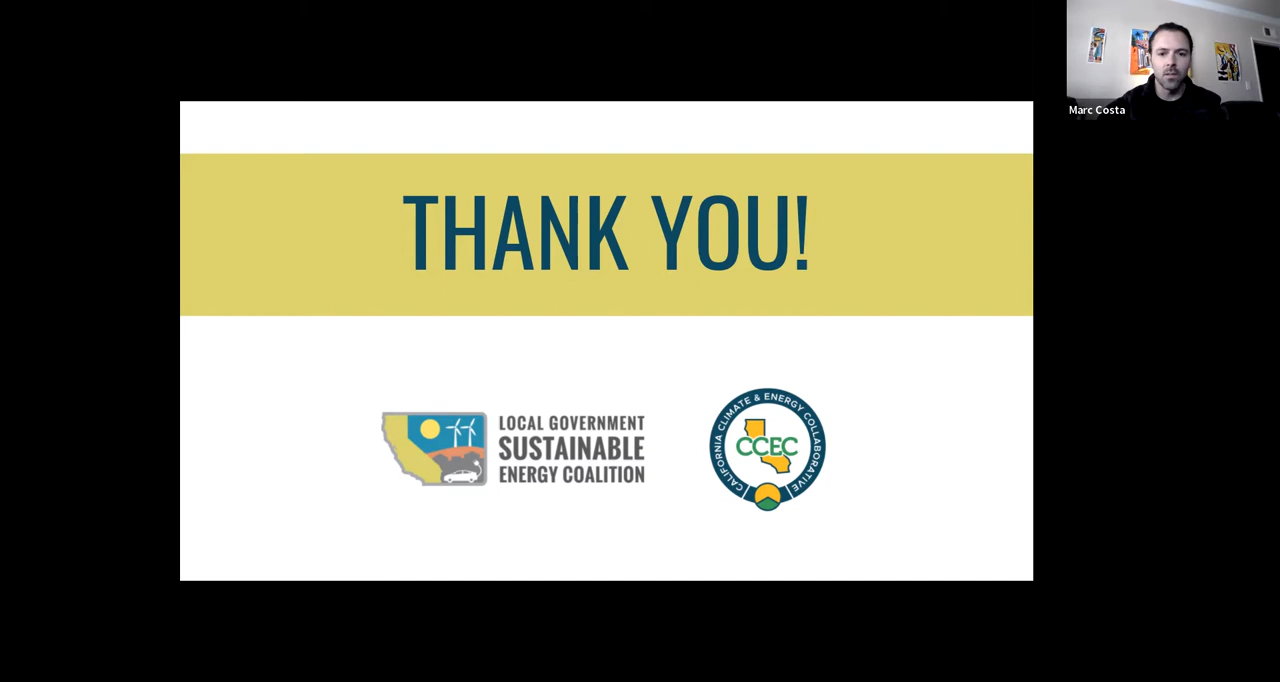 Marc Costa
THANK YOU!
LOCAL GOVERNMENT
SUSTAINABLE
ENERGY COALITION
CALIFORNIA CLIMATE & ENERGY COLLABORATIVE
CCEC